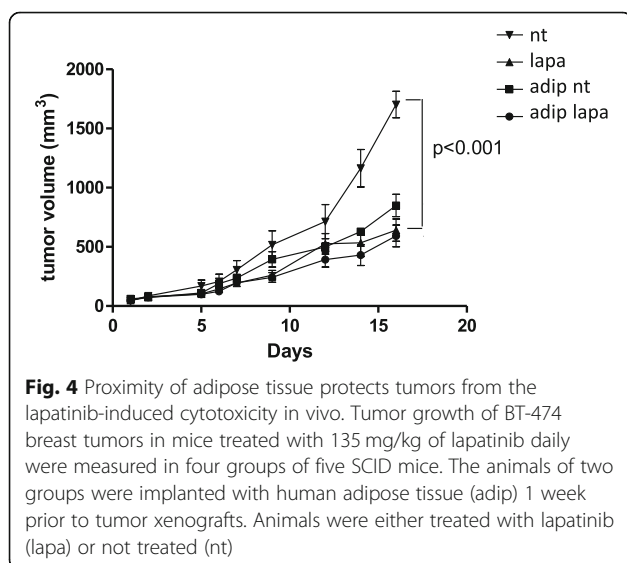 nt
lapa
adip nt
adip lapa
2000
1500
1000
500
0
tumor volume (mm³)
p<0.001
0 5 10 15 20
Days
Fig. 4 Proximity of adipose tissue protects tumors from the
lapatinib-induced cytotoxicity in vivo. Tumor growth of BT-474
breast tumors in mice treated with 135 mg/kg of lapatinib daily
were measured in four groups of five SCID mice. The animals of two
groups were implanted with human adipose tissue (adip) 1 week
prior to tumor xenografts. Animals were either treated with lapatinib
(lapa) or not treated (nt)